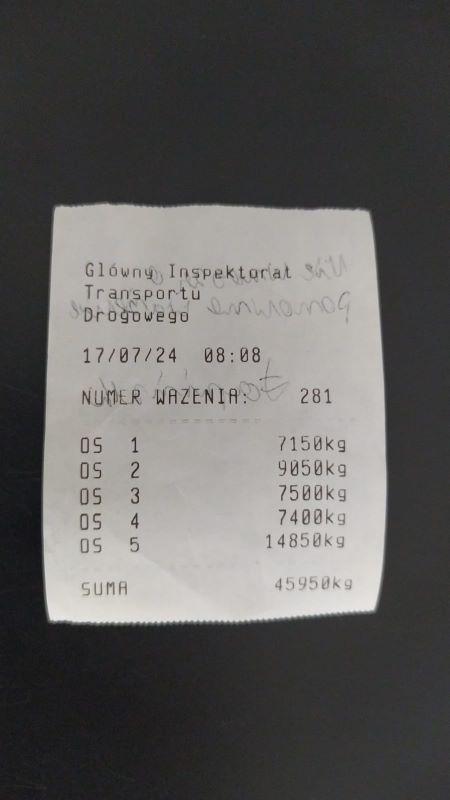 Główny Inspektorat
Transportu
Drogowego
17/07/24 08:08
NUMER WAZENIA: 281
OS 1 7150kg
OS 2 9050kg
OS 3 7500kg
OS 4 7400kg
OS 5 14850kg
SUMA 45950kg